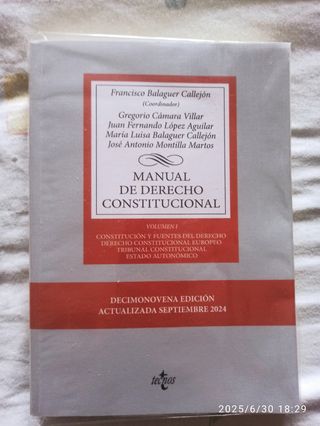 Francisco Balaguer Callejón
(Coordinador)
Gregorio Cámara Villar
Juan Fernando López Aguilar
María Luisa Balaguer Callejón
José Antonio Montilla Martos
MANUAL
DE DERECHO
CONSTITUCIONAL
VOLUMEN I
CONSTITUCIÓN Y FUENTES DEL DERECHO
DERECHO CONSTITUCIONAL EUROPEO
TRIBUNAL CONSTITUCIONAL
ESTADO AUTONÓMICO
DECIMONOVENA EDICIÓN
ACTUALIZADA SEPTIEMBRE 2024
tecnos
2025/6/30 18:29